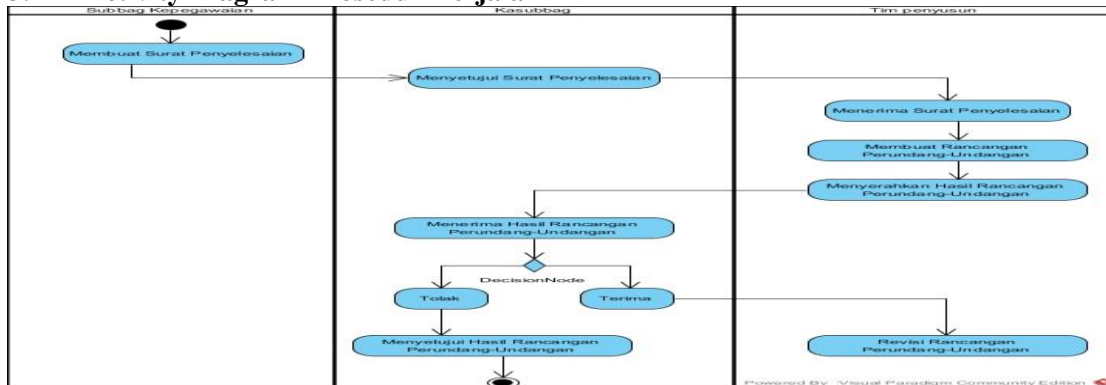 Subbag Kepegawaian
Kasubbag
Tim penyusun
Membuat Surat Penyelesaian
Menyetujui Surat Penyelesaian
Menerima Surat Penyelesaian
Membuat Rancangan
Perundang-Undangan
Menyerahkan Hasil Rancangan
Perundang-Undangan
Menerima Hasil Rancangan
Perundang-Undangan
DecisionNode
Tolak
Terima
Menyetujui Hasil Rancangan
Perundang-Undangan
Revisi Rancangan
Perundang-Undangan
Powered By Visual Paradigm Community Edition